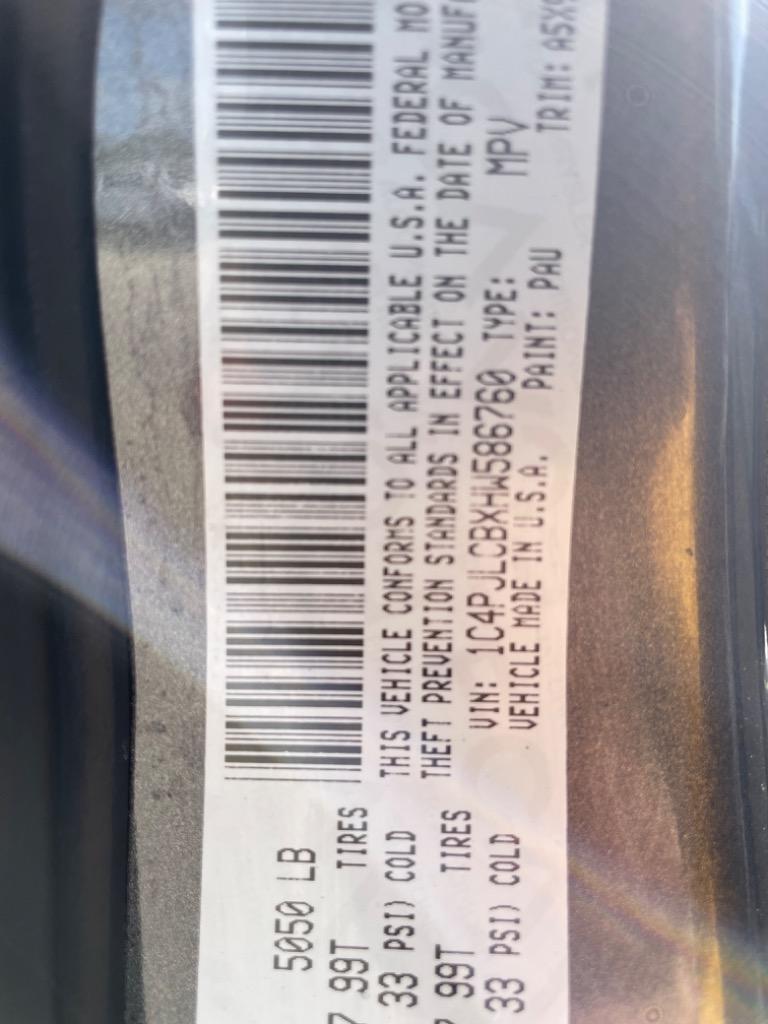 5050 LB
99T TIRES
33 PSI) COLD
99T TIRES
33 PSI) COLD
THIS VEHICLE CONFORMS TO ALL APPLICABLE U.S.A. FEDERAL MO
THEFT PREVENTION STANDARDS IN EFFECT ON THE DATE OF MANUF
VIN: 1C4PJLCBXHW586760 TYPE: MPV
VEHICLE MADE IN U.S.A. PAINT: PAU TRIM: A5X9